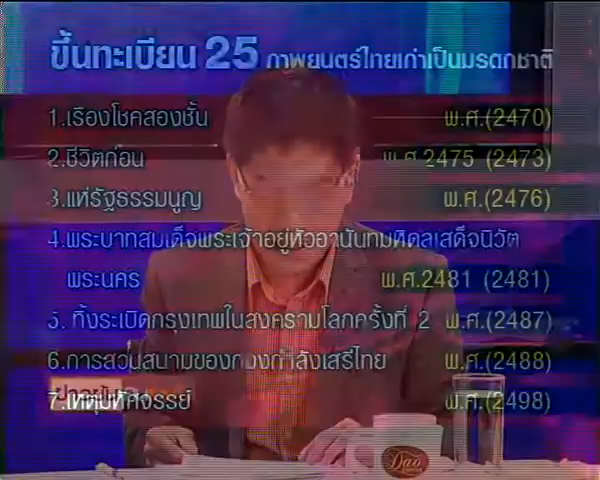 ขึ้นทะเบียน 25 ภาพยนตร์ไทยเก่าเป็นมรดกชาติ
1.เรื่องโชคสองชั้น พ.ศ.(2470)
2.ชีวิตก่อน พ.ศ.2475 (2473)
3.แห่รัฐธรรมนูญ พ.ศ.(2476)
4.พระบาทสมเด็จพระเจ้าอยู่หัวอานันทมหิดลเสด็จนิวัต
พระนคร พ.ศ.2481 (2481)
5. ทิ้งระเบิดกรุงเทพในสงครามโลกครั้งที่ 2 พ.ศ.(2487)
6.การสวนสนามของกองกำลังเสรีไทย พ.ศ.(2488)
7.เหตุมหัศจรรย์ พ.ศ.(2498)
Dao